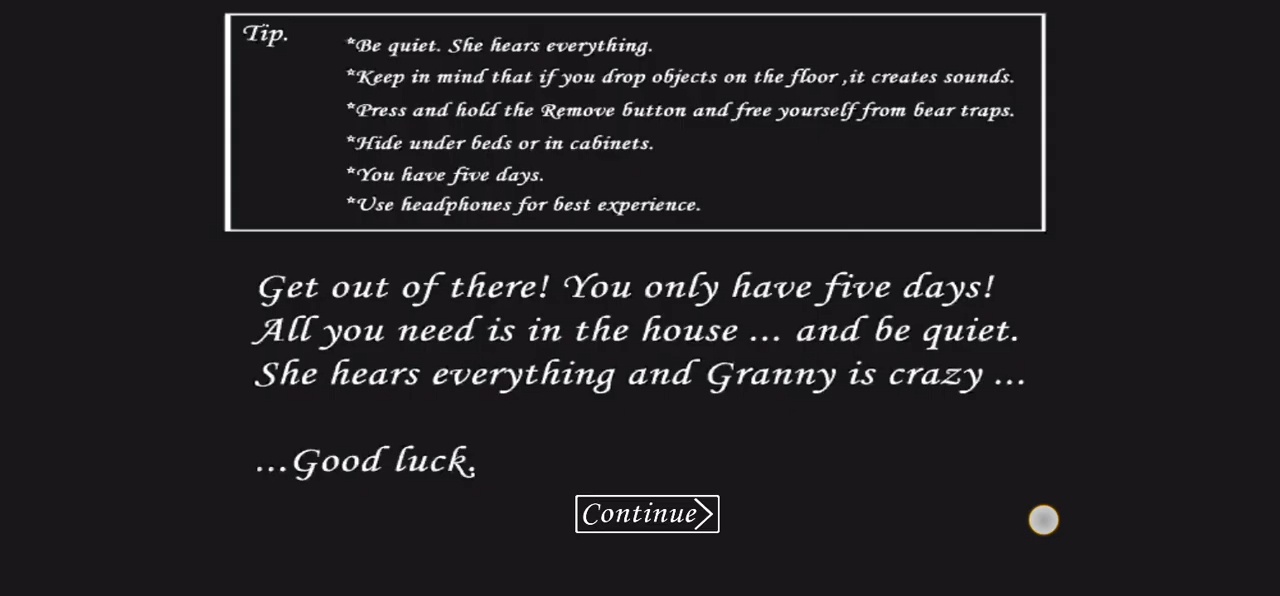 Tip.
*Be quiet. She hears everything.
*Keep in mind that if you drop objects on the floor ,it creates sounds.
*Press and hold the Remove button and free yourself from bear traps.
*Hide under beds or in cabinets.
*You have five days.
*Use headphones for best experience.
Get out of there! You only have five days!
All you need is in the house ... and be quiet.
She hears everything and Granny is crazy ...
...Good luck.
Continue